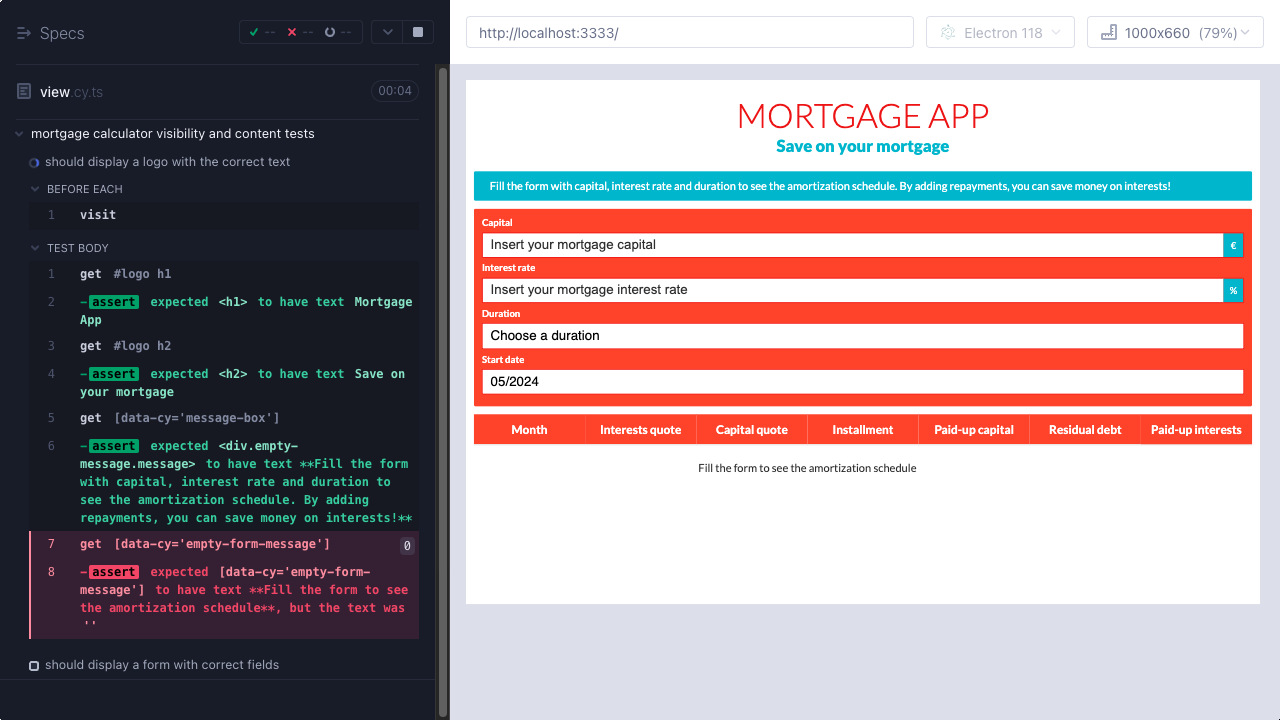 Specs
-- -- --
view.cy.ts
00:04
mortgage calculator visibility and content tests
should display a logo with the correct text
BEFORE EACH
1 visit
TEST BODY
1 get #logo h1
2 -assert expected <h1> to have text Mortgage
App
3 get #logo h2
4 -assert expected <h2> to have text Save on
your mortgage
5 get [data-cy='message-box']
6 -assert expected <div.empty-
message.message> to have text **Fill the form
with capital, interest rate and duration to
see the amortization schedule. By adding
repayments, you can save money on interests!**
7 get [data-cy='empty-form-message'] 0
8 -assert expected [data-cy='empty-form-
message'] to have text **Fill the form to see
the amortization schedule**, but the text was
''
should display a form with correct fields
http://localhost:3333/
Electron 118
1000x660 (79%)
MORTGAGE APP
Save on your mortgage
Fill the form with capital, interest rate and duration to see the amortization schedule. By adding repayments, you can save money on interests!
Capital
Insert your mortgage capital €
Interest rate
Insert your mortgage interest rate %
Duration
Choose a duration
Start date
05/2024
Month Interests quote Capital quote Installment Paid-up capital Residual debt Paid-up interests
Fill the form to see the amortization schedule